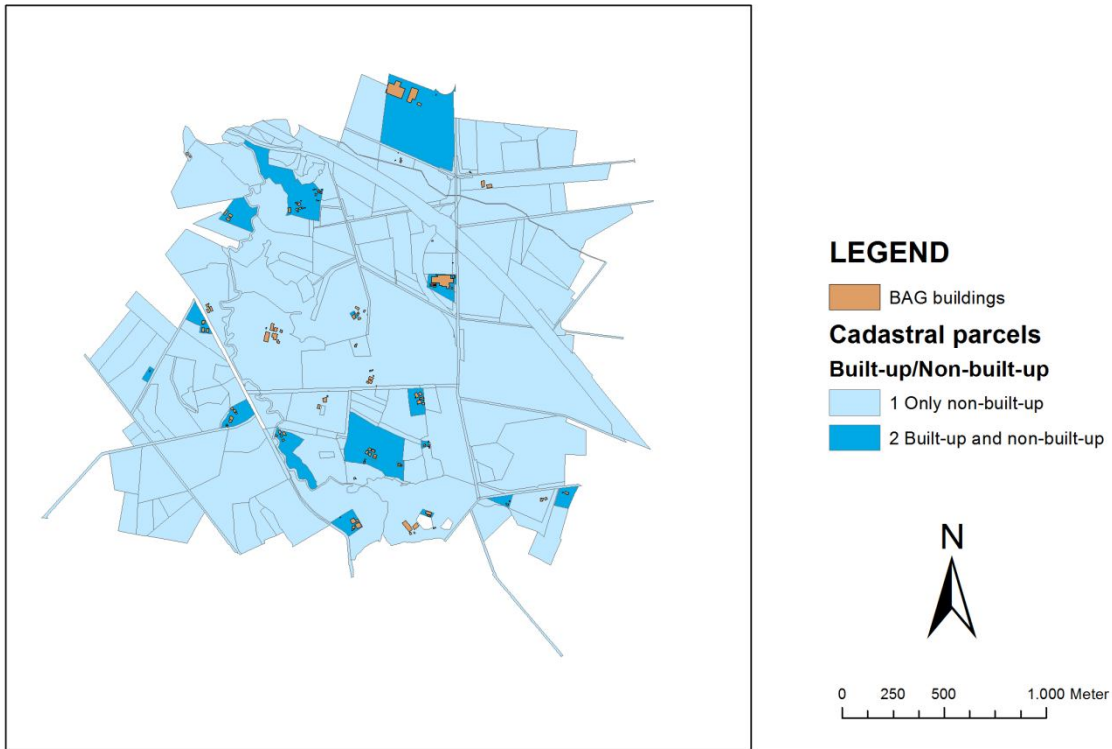 LEGEND
BAG buildings
Cadastral parcels
Built-up/Non-built-up
1 Only non-built-up
2 Built-up and non-built-up
N
0 250 500 1.000 Meter